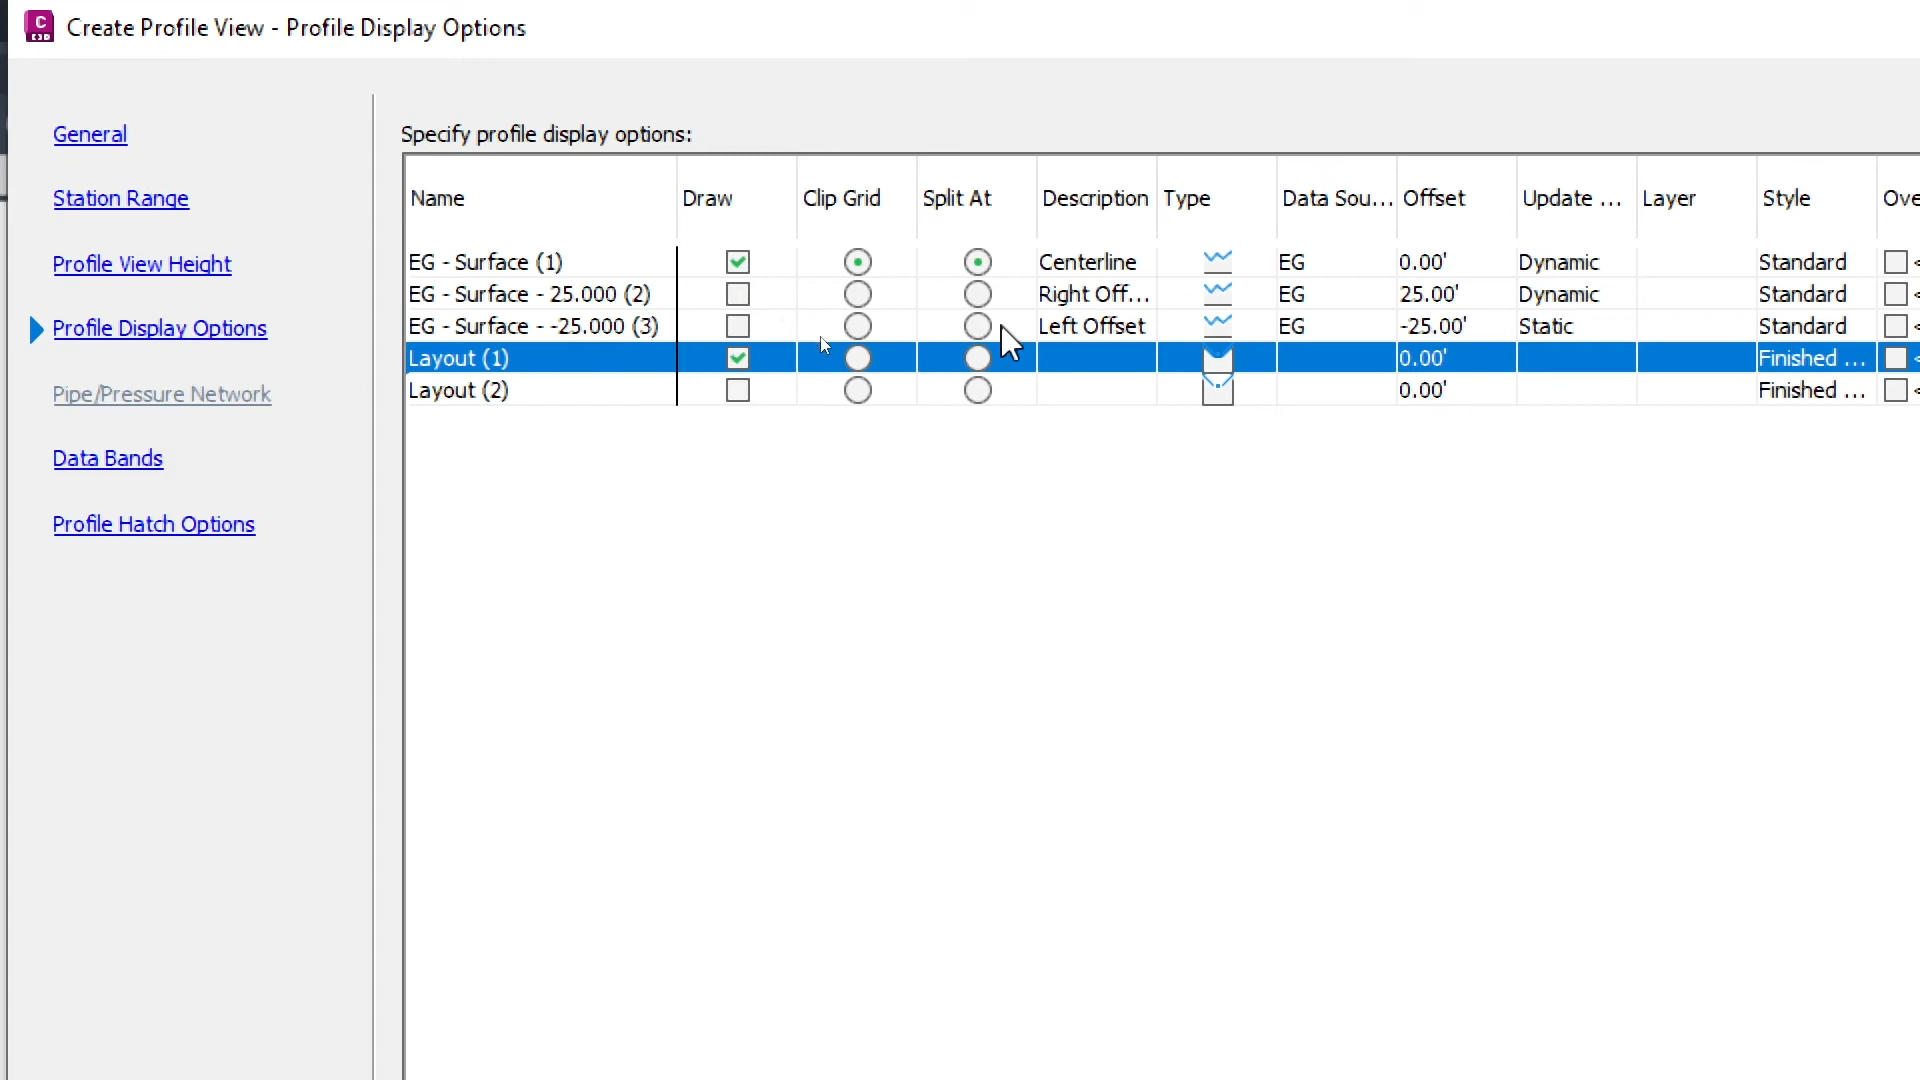 C
C3D
Create Profile View - Profile Display Options
General
Station Range
Profile View Height
Profile Display Options
Pipe/Pressure Network
Data Bands
Profile Hatch Options
Specify profile display options:
Name Draw Clip Grid Split At Description Type Data Sou... Offset Update ... Layer Style Ove
EG - Surface (1) Centerline EG 0.00' Dynamic Standard
EG - Surface - 25.000 (2) Right Off... EG 25.00' Dynamic Standard
EG - Surface - -25.000 (3) Left Offset EG -25.00' Static Standard
Layout (1) 0.00' Finished ...
Layout (2) 0.00' Finished ...